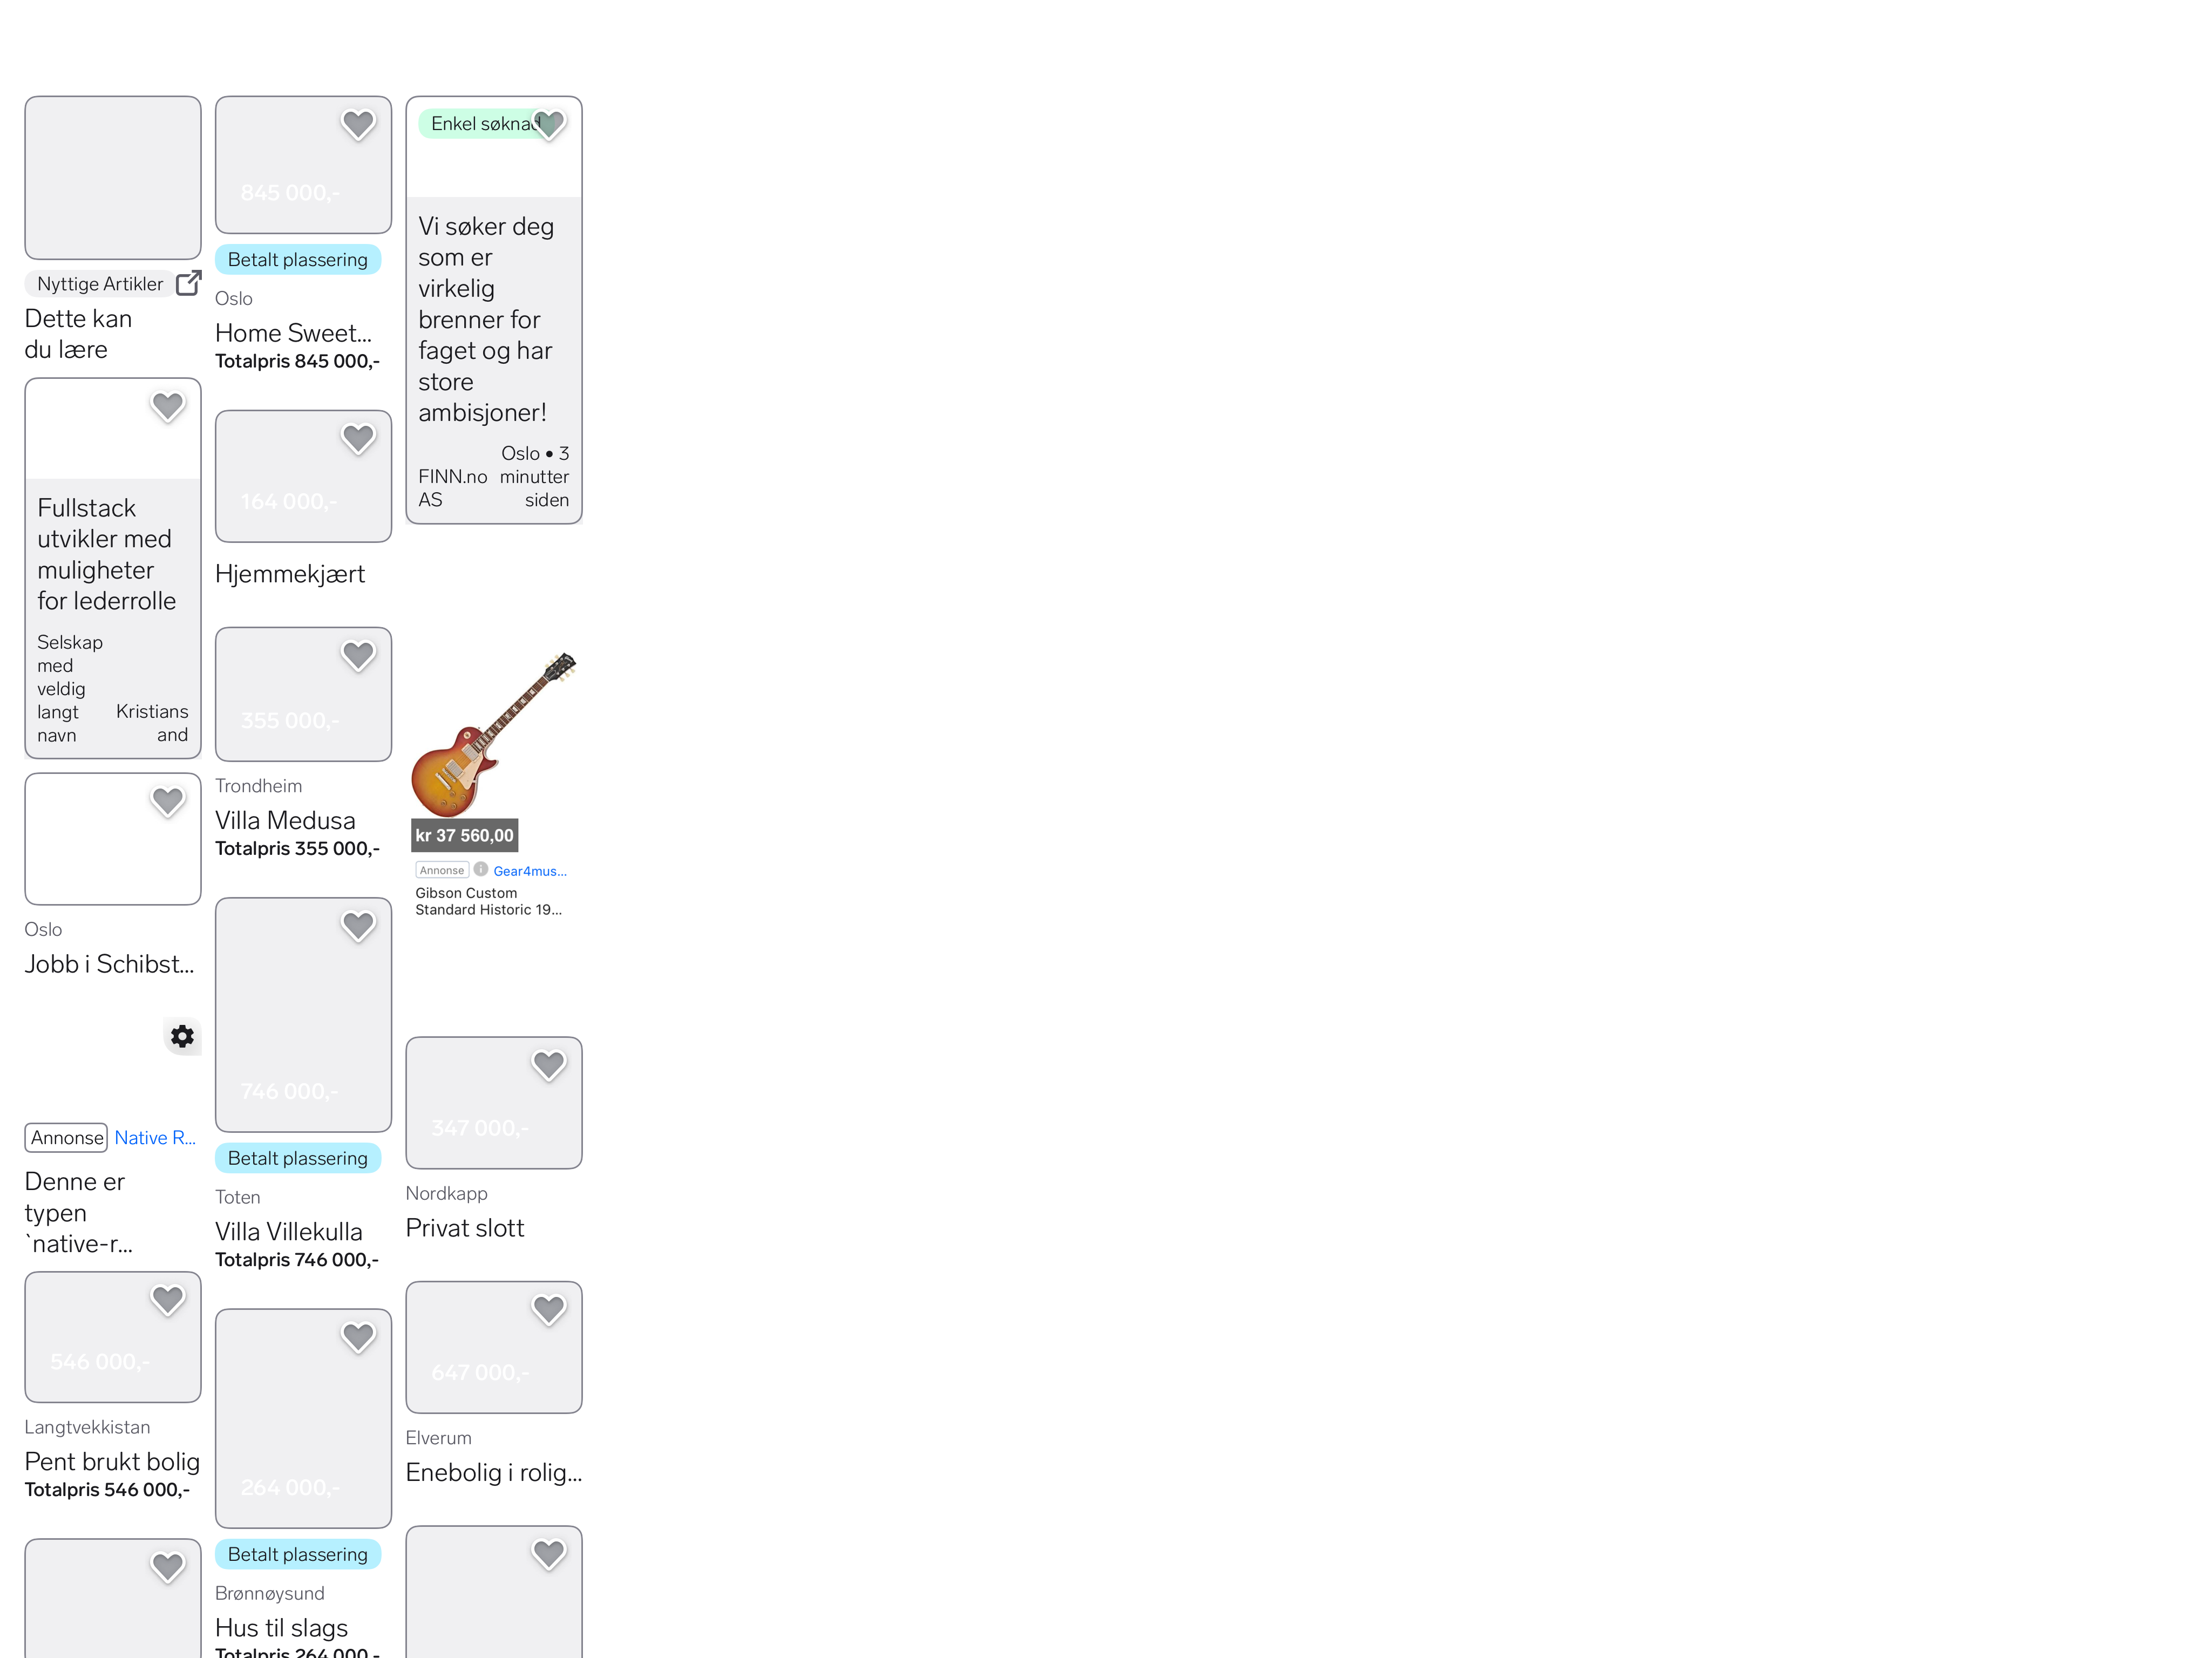 Nyttige Artikler
Dette kan
du lære
Fullstack
utvikler med
muligheter
for lederrolle
Selskap
med
veldig
langt
navn
Kristians
and
Oslo
Jobb i Schibst...
Annonse
Native R...
Denne er
typen
`native-r...
546 000,-
Langtvekkistan
Pent brukt bolig
Totalpris 546 000,-
845 000,-
Betalt plassering
Oslo
Home Sweet...
Totalpris 845 000,-
164 000,-
Hjemmekjært
355 000,-
Trondheim
Villa Medusa
Totalpris 355 000,-
746 000,-
Betalt plassering
Toten
Villa Villekulla
Totalpris 746 000,-
264 000,-
Betalt plassering
Brønnøysund
Hus til slags
Totalpris 264 000,-
Enkel søknad
Vi søker deg
som er
virkelig
brenner for
faget og har
store
ambisjoner!
FINN.no
AS
Oslo • 3
minutter
siden
kr 37 560,00
Annonse
Gear4mus...
Gibson Custom
Standard Historic 19...
347 000,-
Nordkapp
Privat slott
647 000,-
Elverum
Enebolig i rolig...